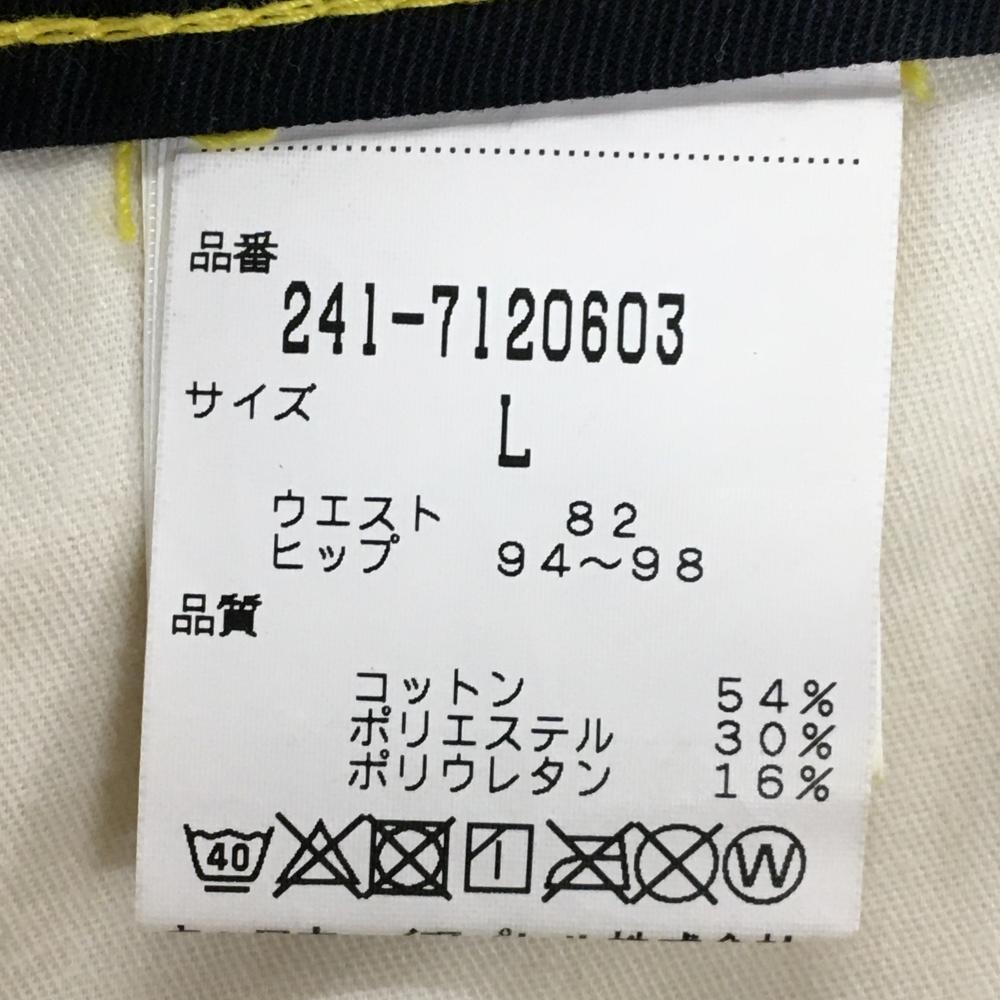 品番
241-7120603
サイズ
L
ウエスト 82
ヒップ 94～98
品質
コットン 54%
ポリエステル 30%
ポリウレタン 16%
40
W